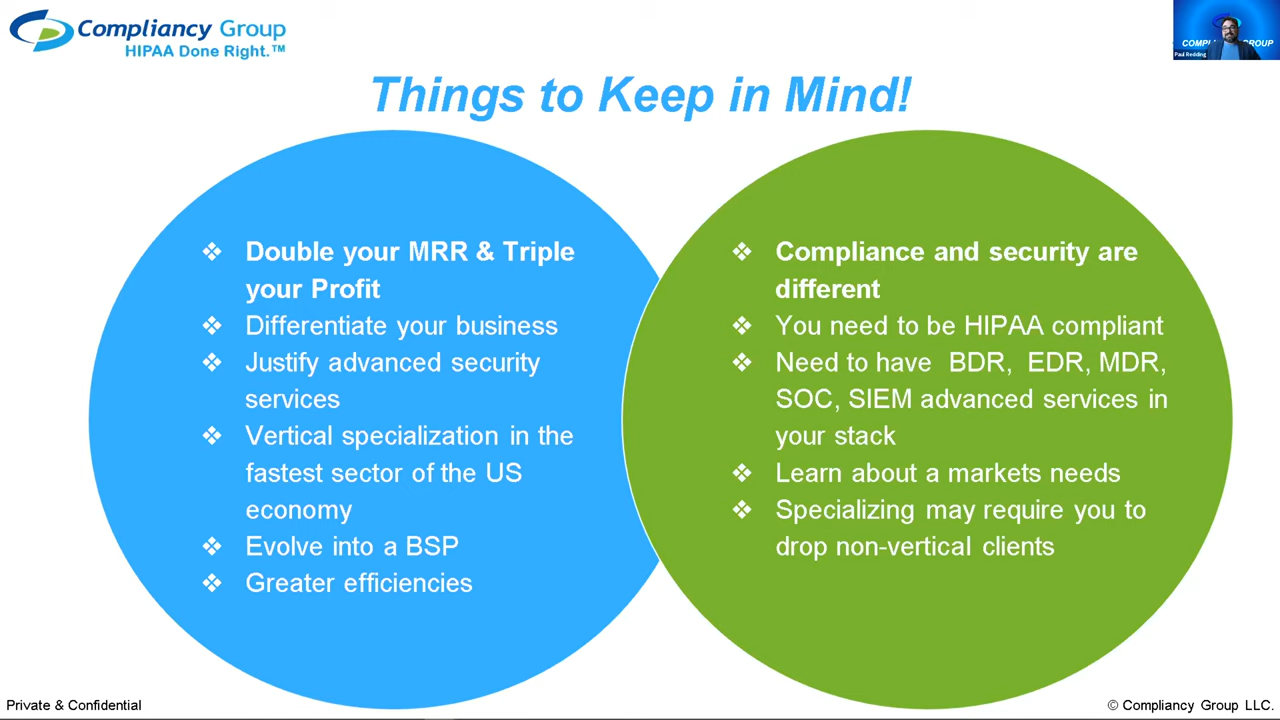 Compliancy Group
HIPAA Done Right.™
COMPL GROUP
Paul Redding
Things to Keep in Mind!
❖ Double your MRR & Triple
your Profit
❖ Differentiate your business
❖ Justify advanced security
services
❖ Vertical specialization in the
fastest sector of the US
economy
❖ Evolve into a BSP
❖ Greater efficiencies
❖ Compliance and security are
different
❖ You need to be HIPAA compliant
❖ Need to have BDR, EDR, MDR,
SOC, SIEM advanced services in
your stack
❖ Learn about a markets needs
❖ Specializing may require you to
drop non-vertical clients
Private & Confidential
© Compliancy Group LLC.